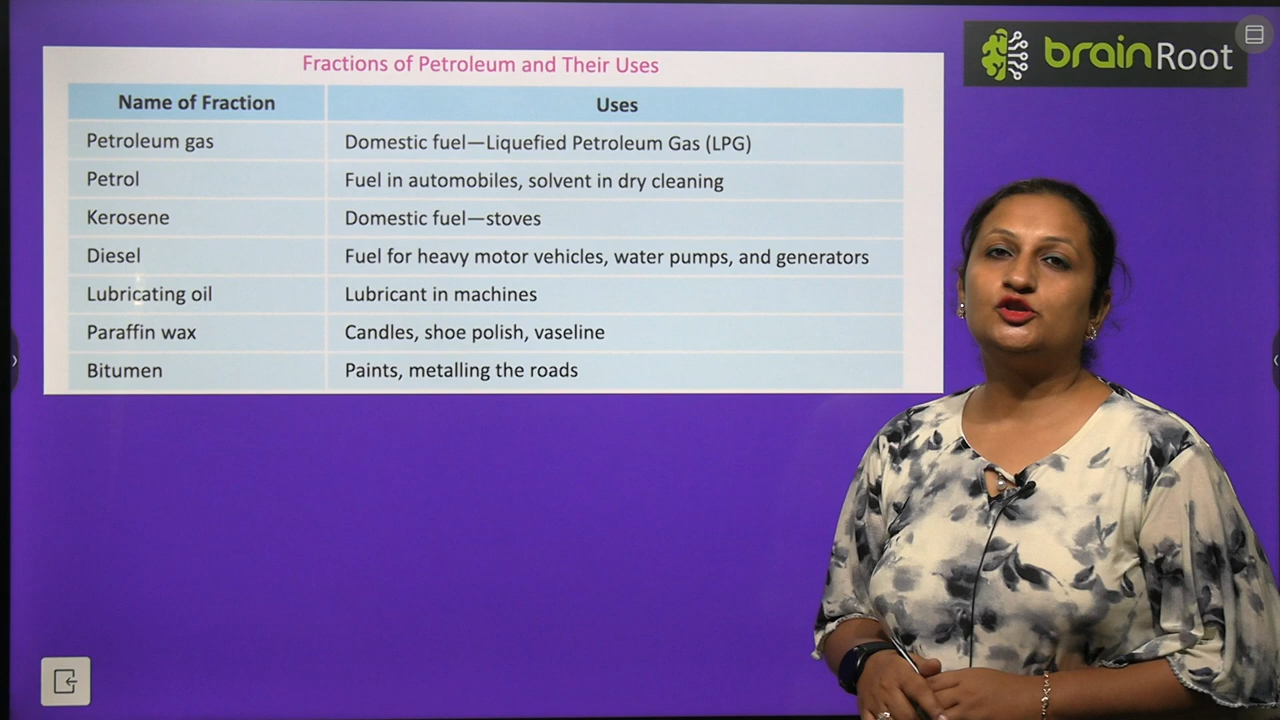 brainRoot
Fractions of Petroleum and Their Uses
Name of Fraction Uses
Petroleum gas Domestic fuel—Liquefied Petroleum Gas (LPG)
Petrol Fuel in automobiles, solvent in dry cleaning
Kerosene Domestic fuel—stoves
Diesel Fuel for heavy motor vehicles, water pumps, and generators
Lubricating oil Lubricant in machines
Paraffin wax Candles, shoe polish, vaseline
Bitumen Paints, metalling the roads